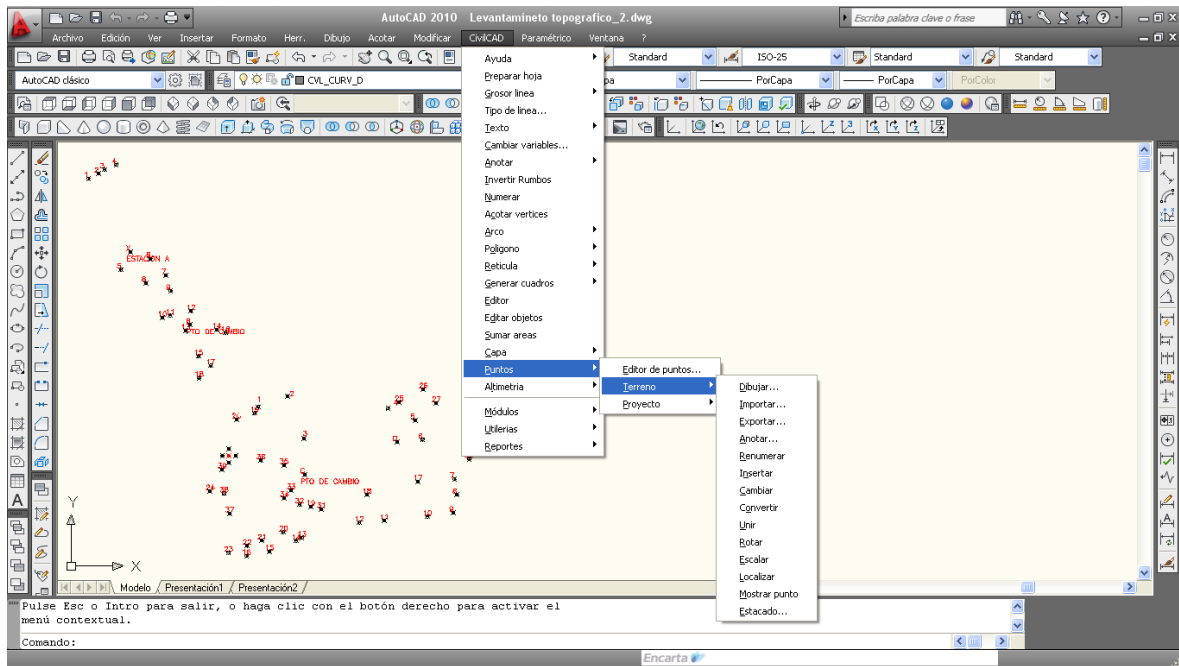 AutoCAD 2010 Levantamineto topografico_2.dwg
Escriba palabra clave o frase
Archivo Edición Ver Insertar Formato Herr. Dibujo Acotar Modificar CivilCAD Paramétrico Ventana ?
Standard ISO-25 Standard Standard
AutoCAD clásico CVL_CURV_D PorCapa PorCapa PorColor
Ayuda
Preparar hoja
Grosor linea
Tipo de linea...
Texto
Cambiar variables...
Anotar
Invertir Rumbos
Numerar
Acotar vertices
Arco
Poligono
Reticula
Generar cuadros
Editor
Editar objetos
Sumar areas
Capa
Puntos
Altimetria
Módulos
Utilerias
Reportes
Editor de puntos...
Terreno
Proyecto
Dibujar...
Importar...
Exportar...
Anotar...
Renumerar
Insertar
Cambiar
Convertir
Unir
Rotar
Escalar
Localizar
Mostrar punto
Estacado...
ESTACION A
PTO DE CAMBIO
PTO DE CAMBIO
Y
X
Modelo Presentación1 Presentación2
Pulse Esc o Intro para salir, o haga clic con el botón derecho para activar el
menú contextual.
Comando:
Encarta